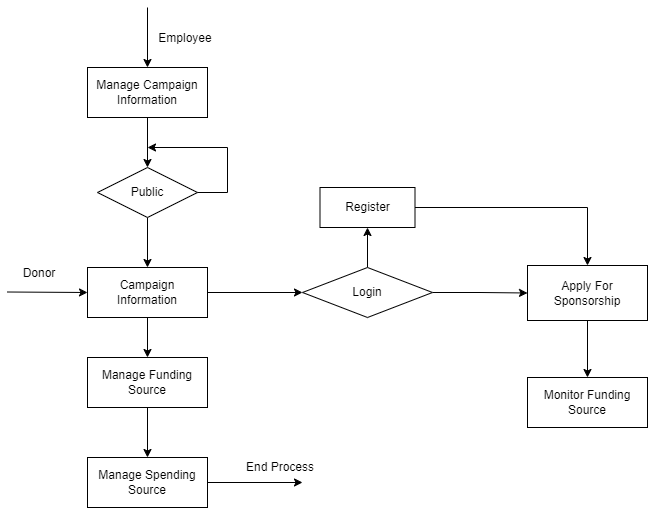 Employee
Manage Campaign
Information
Public
Register
Donor
Campaign
Information
Login
Apply For
Sponsorship
Manage Funding
Source
Monitor Funding
Source
Manage Spending
Source
End Process